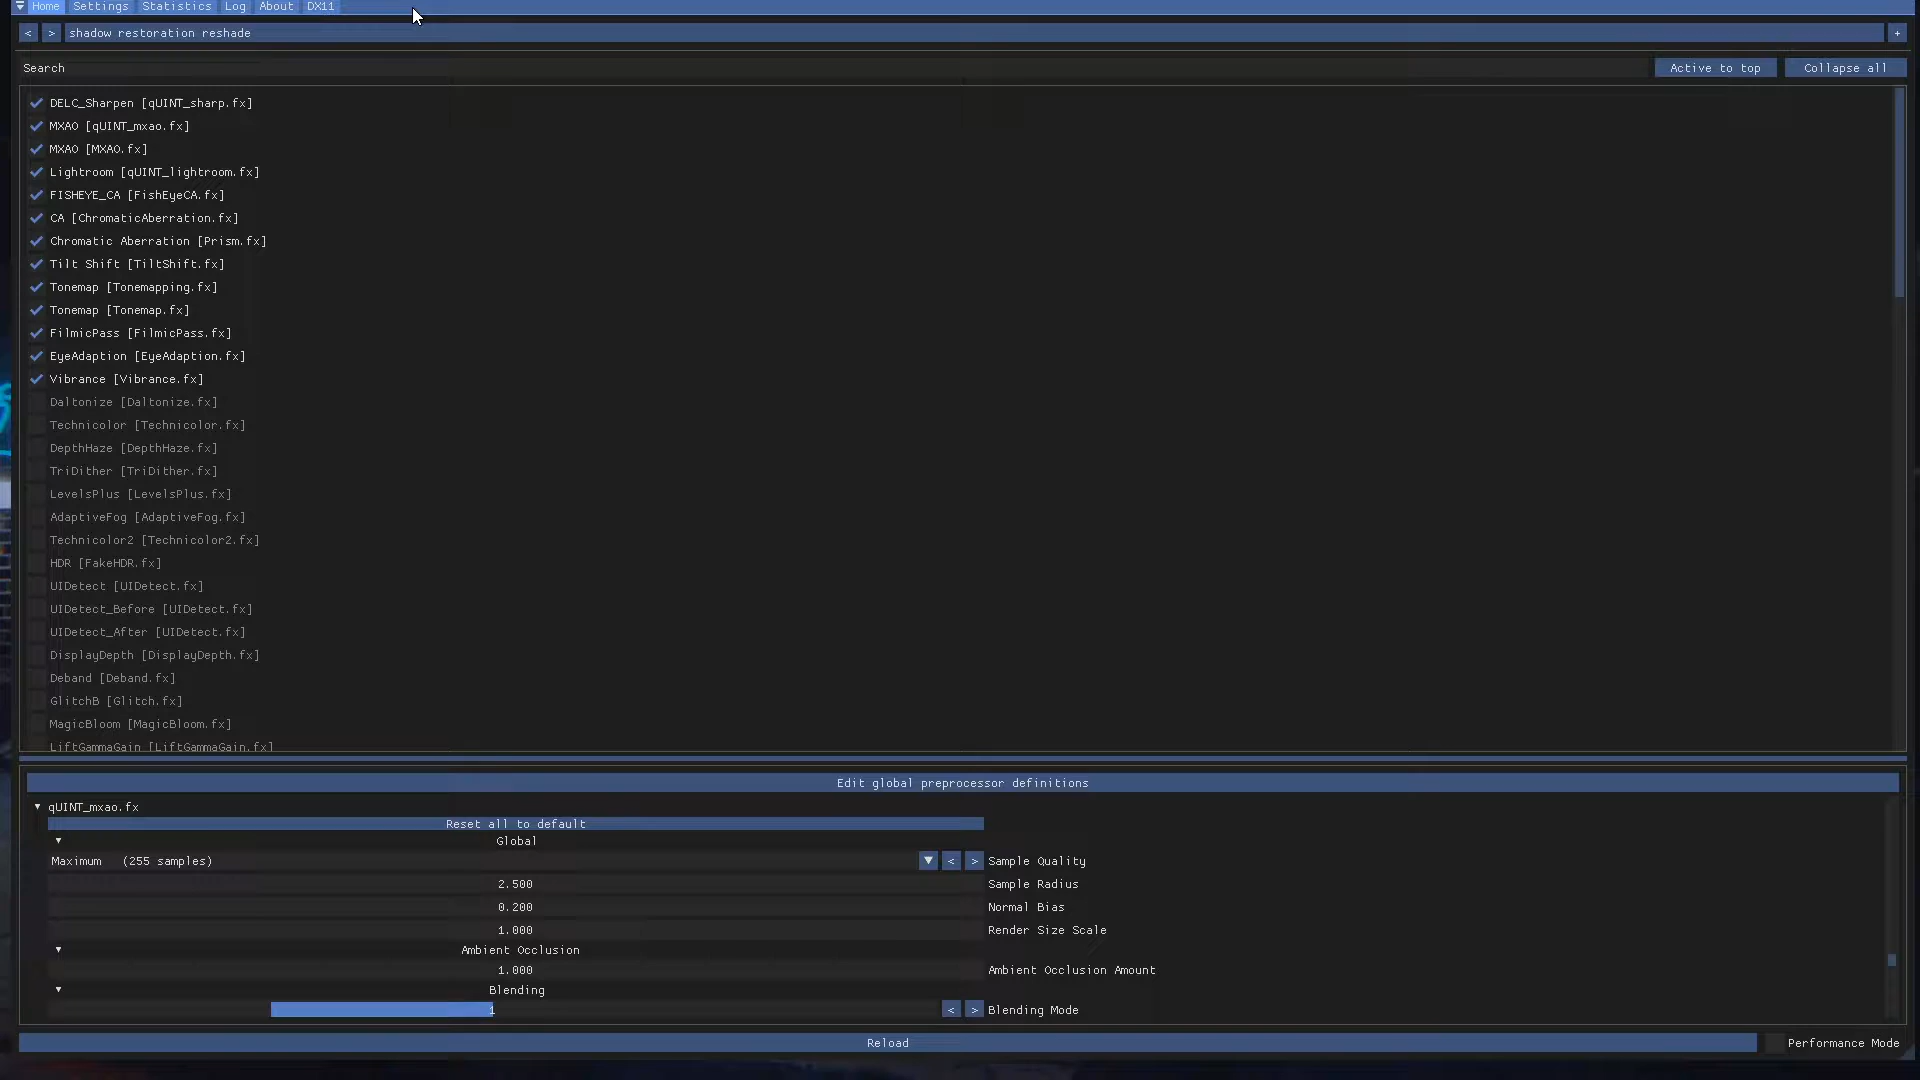 Home Settings Statistics Log About DX11
< > shadow restoration reshade +
Search Active to top Collapse all
DELC_Sharpen [qUINT_sharp.fx]
MXAO [qUINT_mxao.fx]
MXAO [MXAO.fx]
Lightroom [qUINT_lightroom.fx]
FISHEYE_CA [FishEyeCA.fx]
CA [ChromaticAberration.fx]
Chromatic Aberration [Prism.fx]
Tilt Shift [TiltShift.fx]
Tonemap [Tonemapping.fx]
Tonemap [Tonemap.fx]
FilmicPass [FilmicPass.fx]
EyeAdaption [EyeAdaption.fx]
Vibrance [Vibrance.fx]
Daltonize [Daltonize.fx]
Technicolor [Technicolor.fx]
DepthHaze [DepthHaze.fx]
TriDither [TriDither.fx]
LevelsPlus [LevelsPlus.fx]
AdaptiveFog [AdaptiveFog.fx]
Technicolor2 [Technicolor2.fx]
HDR [FakeHDR.fx]
UIDetect [UIDetect.fx]
UIDetect_Before [UIDetect.fx]
UIDetect_After [UIDetect.fx]
DisplayDepth [DisplayDepth.fx]
Deband [Deband.fx]
GlitchB [Glitch.fx]
MagicBloom [MagicBloom.fx]
LiftGammaGain [LiftGammaGain.fx]
Edit global preprocessor definitions
qUINT_mxao.fx
Reset all to default
Global
Maximum (255 samples) < > Sample Quality
2.500 Sample Radius
0.200 Normal Bias
1.000 Render Size Scale
Ambient Occlusion
1.000 Ambient Occlusion Amount
Blending
1 < > Blending Mode
Reload Performance Mode